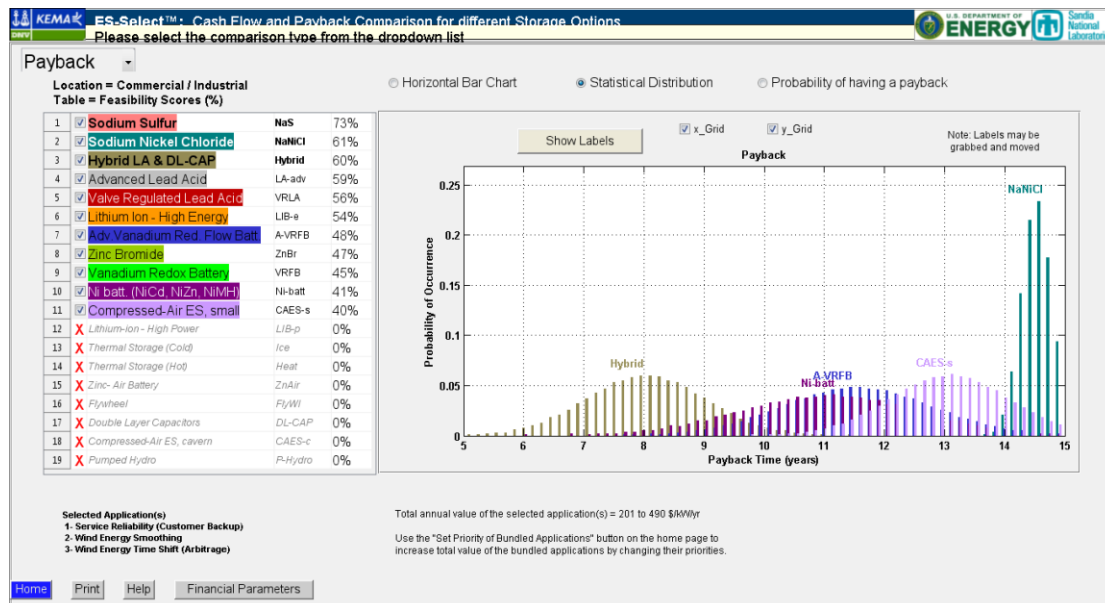 KEMA
DNV
ES-Select™: Cash Flow and Payback Comparison for different Storage Options
Please select the comparison type from the dropdown list
U.S. DEPARTMENT OF
ENERGY
Sandia
National
Laboratories
Payback
Location = Commercial / Industrial
Table = Feasibility Scores (%)
Horizontal Bar Chart
Statistical Distribution
Probability of having a payback
1 Sodium Sulfur NaS 73%
2 Sodium Nickel Chloride NaNiCl 61%
3 Hybrid LA & DL-CAP Hybrid 60%
4 Advanced Lead Acid LA-adv 59%
5 Valve Regulated Lead Acid VRLA 56%
6 Lithium Ion - High Energy LIB-e 54%
7 Adv.Vanadium Red. Flow Batt. A-VRFB 48%
8 Zinc Bromide ZnBr 47%
9 Vanadium Redox Battery VRFB 45%
10 Ni batt. (NiCd, NiZn, NiMH) Ni-batt 41%
11 Compressed-Air ES, small CAES-s 40%
12 X Lithium-ion - High Power LIB-p 0%
13 X Thermal Storage (Cold) Ice 0%
14 X Thermal Storage (Hot) Heat 0%
15 X Zinc- Air Battery ZnAir 0%
16 X Flywheel FlyWl 0%
17 X Double Layer Capacitors DL-CAP 0%
18 X Compressed-Air ES, cavern CAES-c 0%
19 X Pumped Hydro P-Hydro 0%
Show Labels
x_Grid
y_Grid
Note: Labels may be
grabbed and moved
Payback
Probability of Occurrence
0.25
0.2
0.15
0.1
0.05
0
NaNiCl
Hybrid
A-VRFB
Ni-batt
CAES-s
5 6 7 8 9 10 11 12 13 14 15
Payback Time (years)
Selected Application(s)
1- Service Reliability (Customer Backup)
2- Wind Energy Smoothing
3- Wind Energy Time Shift (Arbitrage)
Total annual value of the selected application(s) = 201 to 490 $/kW/yr
Use the "Set Priority of Bundled Applications" button on the home page to
increase total value of the bundled applications by changing their priorities.
Home
Print
Help
Financial Parameters